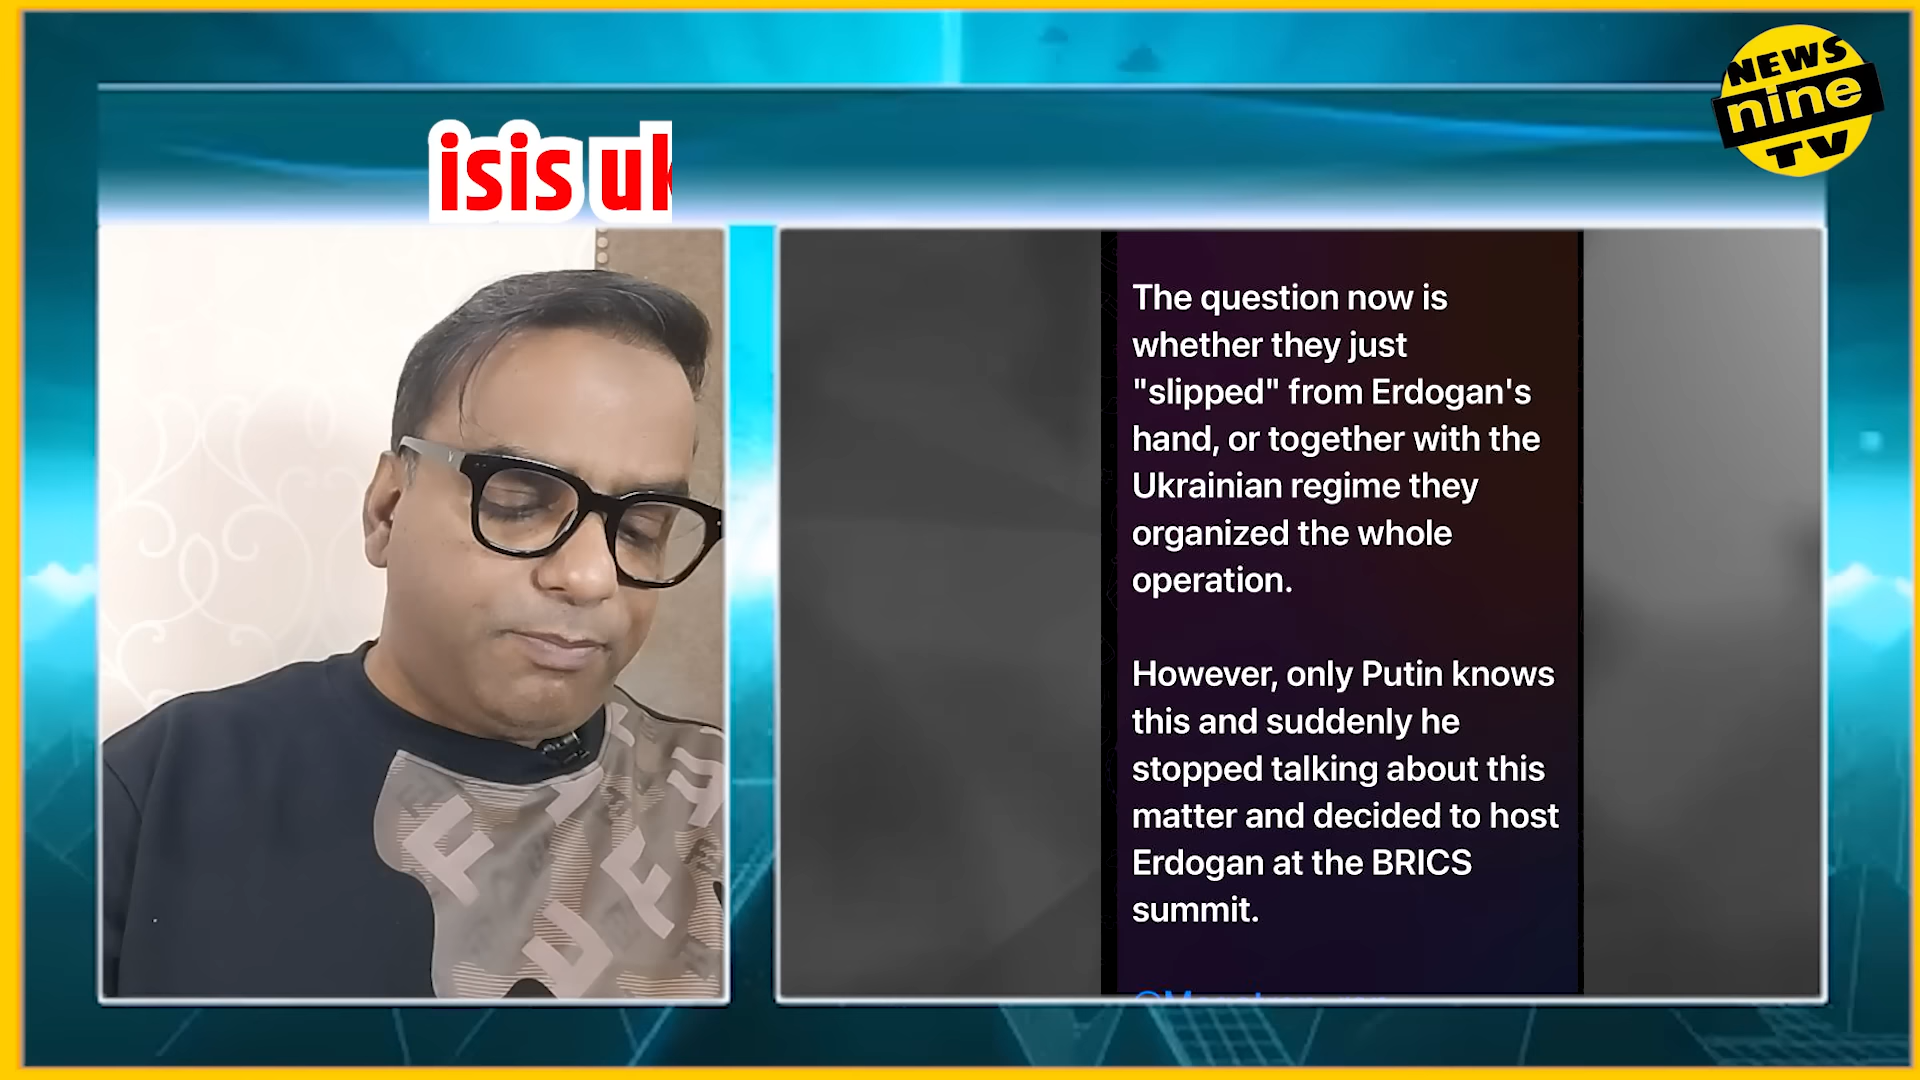 NEWS
nine
TV
isis uk
The question now is
whether they just
"slipped" from Erdogan's
hand, or together with the
Ukrainian regime they
organized the whole
operation.
However, only Putin knows
this and suddenly he
stopped talking about this
matter and decided to host
Erdogan at the BRICS
summit.